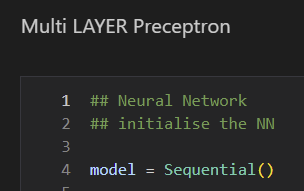 Multi LAYER Preceptron
1 ## Neural Network
2 ## initialise the NN
3
4 model = Sequential()